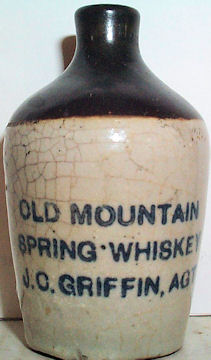 OLD MOUNTAIN
SPRING·WHISKEY
J.C. GRIFFIN, AGT